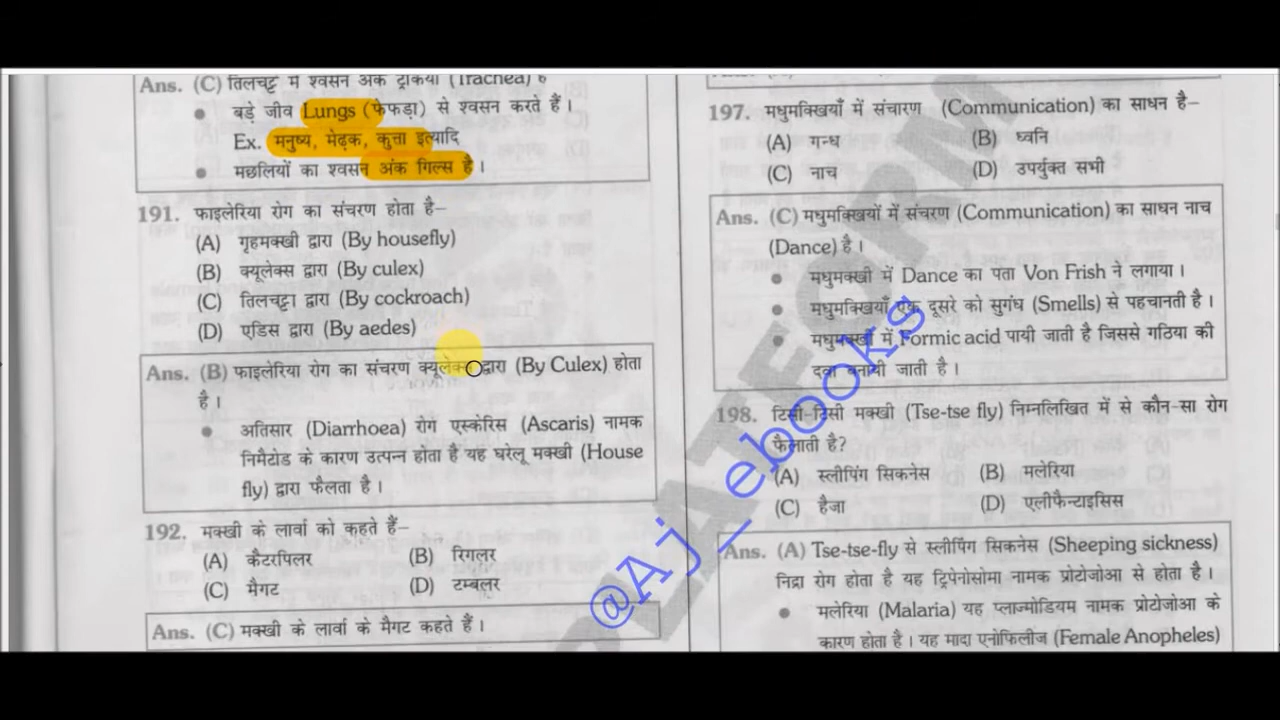 Ans. (C) तिलचट्ट में श्वसन अंक ट्रेकिया (Trachea) है
● बड़े जीव Lungs (फेफड़ा) से श्वसन करते हैं।
Ex. मनुष्य, मेढ़क, कुत्ता इत्यादि
● मछलियों का श्वसन अंक गिल्स है।
191. फाइलेरिया रोग का संचरण होता है–
(A) गृहमक्खी द्वारा (By housefly)
(B) क्यूलेक्स द्वारा (By culex)
(C) तिलचट्टा द्वारा (By cockroach)
(D) एडिस द्वारा (By aedes)
Ans. (B) फाइलेरिया रोग का संचरण क्यूलेक्स द्वारा (By Culex) होता
है।
● अतिसार (Diarrhoea) रोग एस्केरिस (Ascaris) नामक
निमैटोड के कारण उत्पन्न होता है यह घरेलू मक्खी (House
fly) द्वारा फैलता है।
192. मक्खी के लार्वा को कहते हैं–
(A) कैटरपिलर (B) रिगलर
(C) मैगट (D) टम्बलर
Ans. (C) मक्खी के लार्वा के मैगट कहते हैं।
197. मधुमक्खियाँ में संचारण (Communication) का साधन है–
(A) गन्ध (B) ध्वनि
(C) नाच (D) उपर्युक्त सभी
Ans. (C) मधुमक्खियों में संचरण (Communication) का साधन नाच
(Dance) है।
● मधुमक्खी में Dance का पता Von Frish ने लगाया।
● मधुमक्खियाँ एक दूसरे को सुगंध (Smells) से पहचानती है।
● मधुमक्खी में Formic acid पायी जाती है जिससे गठिया की
दवा बनायी जाती है।
198. टिसी-टिसी मक्खी (Tse-tse fly) निम्नलिखित में से कौन-सा रोग
फैलाती है?
(A) स्लीपिंग सिकनेस (B) मलेरिया
(C) हैजा (D) एलीफैन्टाइसिस
Ans. (A) Tse-tse-fly से स्लीपिंग सिकनेस (Sheeping sickness)
निद्रा रोग होता है यह ट्रिपेनोसोमा नामक प्रोटोजोआ से होता है।
● मलेरिया (Malaria) यह प्लाज्मोडियम नामक प्रोटोजोआ के
कारण होता है। यह मादा एनोफिलीज (Female Anopheles)
@Aj_ebooks